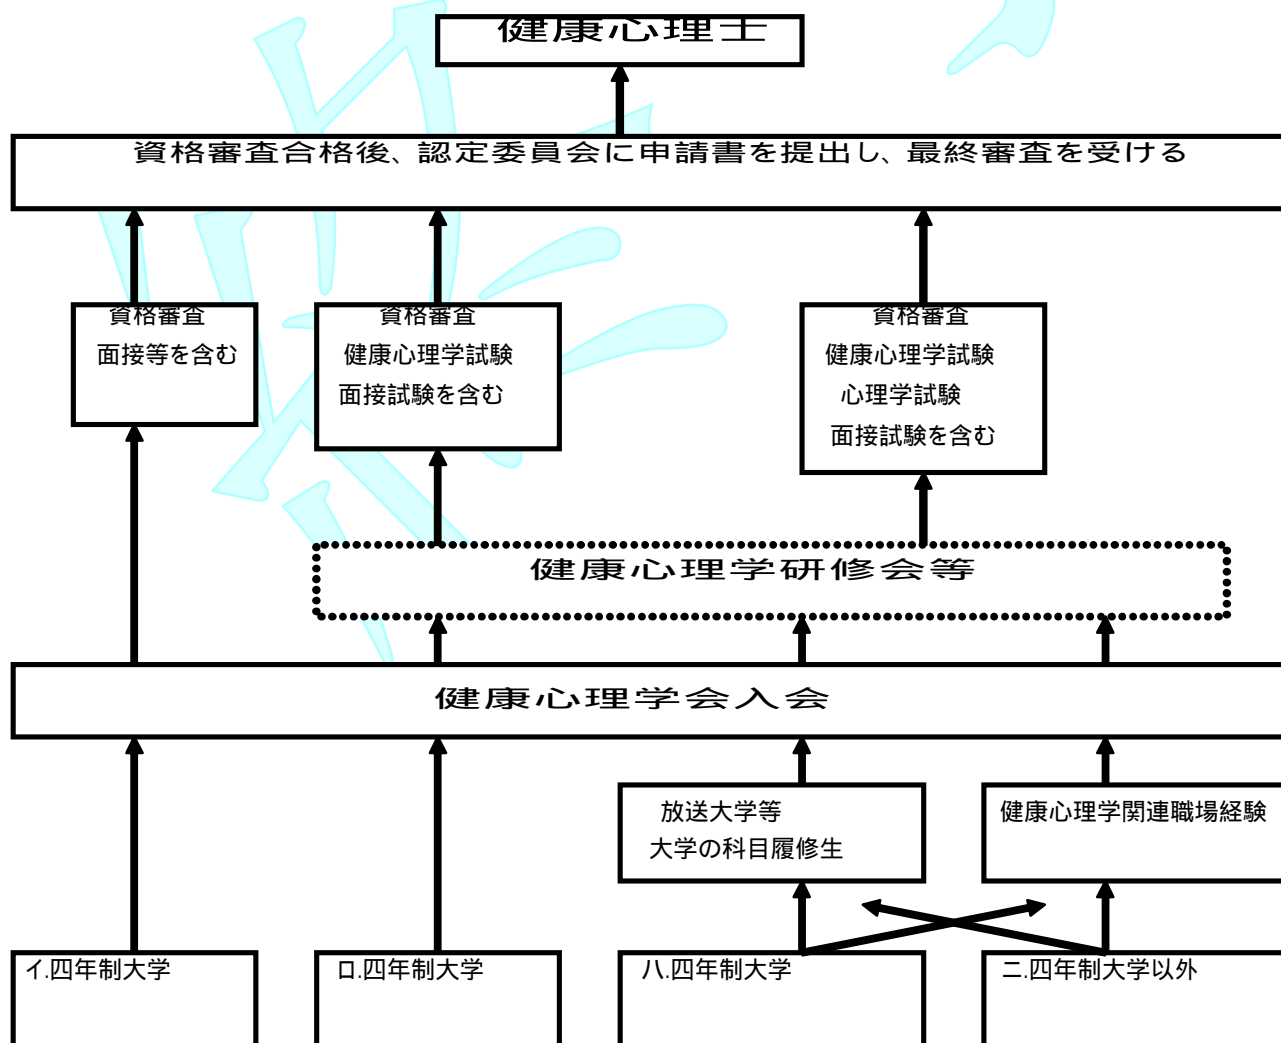 健康心理士
資格審査合格後、認定委員会に申請書を提出し、最終審査を受ける
資格審査
面接等を含む
資格審査
健康心理学試験
面接試験を含む
資格審査
健康心理学試験
心理学試験
面接試験を含む
健康心理学研修会等
健康心理学会入会
放送大学等
大学の科目履修生
健康心理学関連職場経験
イ.四年制大学
ロ.四年制大学
ハ.四年制大学
ニ.四年制大学以外